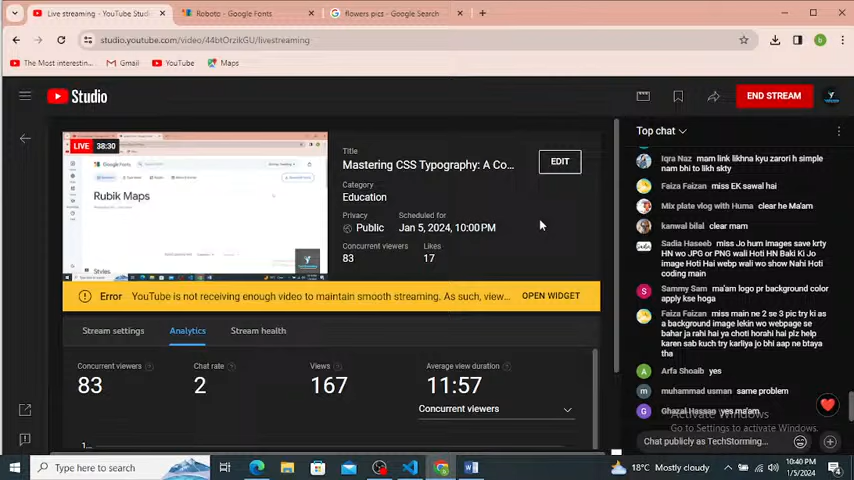 Live streaming - YouTube Stud
Roboto - Google Fonts
flowers pics - Google Search
studio.youtube.com/video/44btOrzikGU/livestreaming
b
The Most interestin...
Gmail
YouTube
Maps
Studio
END STREAM
Top chat
LIVE 38:30
Google Fonts
Rubik Maps
Styles
Title
Mastering CSS Typography: A Co...
EDIT
Category
Education
Privacy
Public
Scheduled for
Jan 5, 2024, 10:00 PM
Concurrent viewers
83
Likes
17
Error YouTube is not receiving enough video to maintain smooth streaming. As such, view... OPEN WIDGET
Stream settings
Analytics
Stream health
Concurrent viewers
83
Chat rate
2
Views
167
Average view duration
11:57
Concurrent viewers
1
Iqra Naz mam link likhna kyu zarori h simple
nam bhi to likh skty
Faiza Faizan miss EK sawal hai
Mix plate vlog with Huma clear he Ma'am
kanwal bilal clear mam
Sadia Haseeb miss Jo hum images save krty
HN wo JPG or PNG wali Hoti HN Baki Ki Jo
image Hoti Hai webp wali wo show Nahi Hoti
coding main
S
Sammy Sam ma'am logo pr background color
apply kse hoga
Faiza Faizan miss main ne 2 se 3 pic try ki as
a background image lekin wo webpage se
bahar ja rahi hai ya choti horahi hai plz help
karen sab kuch try karliya jo bhi aap ne btaya
tha
A
Arfa Shoaib yes
m
muhammad usman same problem
G
Ghazal Hassan yes ma'am
Activate Windows
Go to Settings to activate Windows.
Chat publicly as TechStorming...
Type here to search
18°C Mostly cloudy
10:40 PM
1/5/2024
4